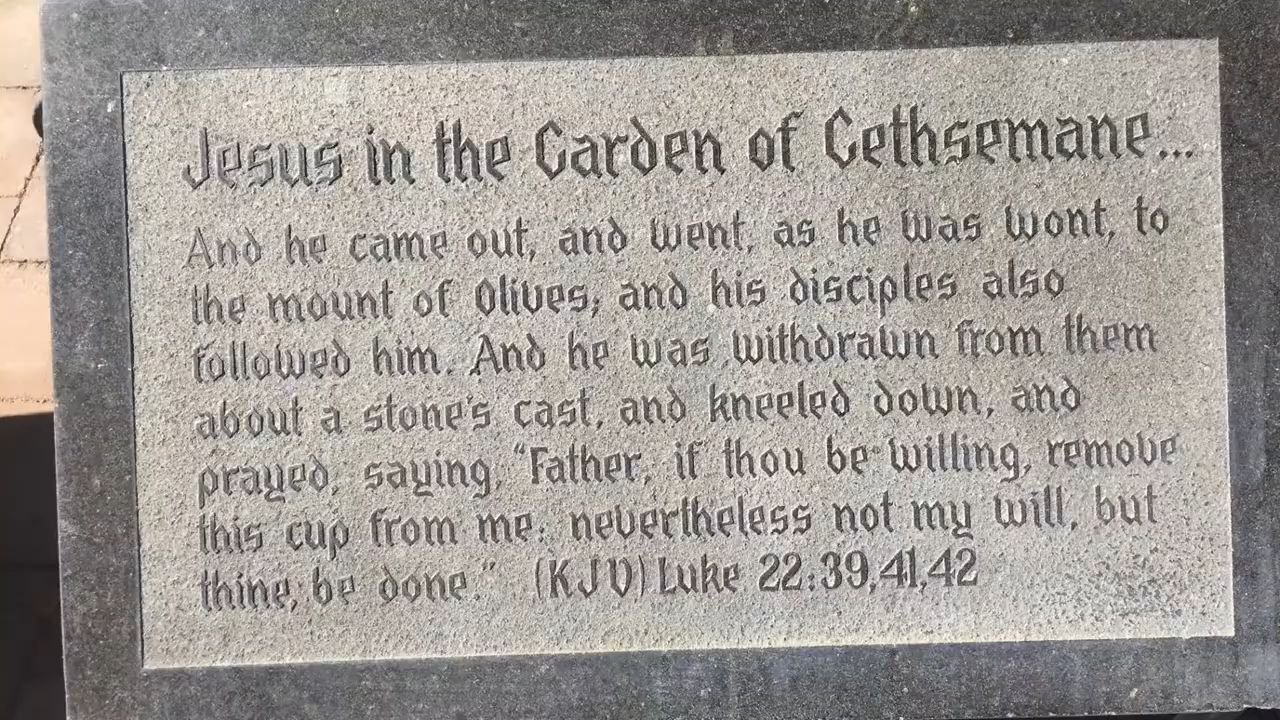 Jesus in the Garden of Gethsemane...
And he came out, and went, as he was wont, to
the mount of Olives; and his disciples also
followed him. And he was withdrawn from them
about a stone's cast, and kneeled down, and
prayed, saying, "Father, if thou be willing, remove
this cup from me: nevertheless not my will, but
thine, be done." (KJV) Luke 22:39,41,42